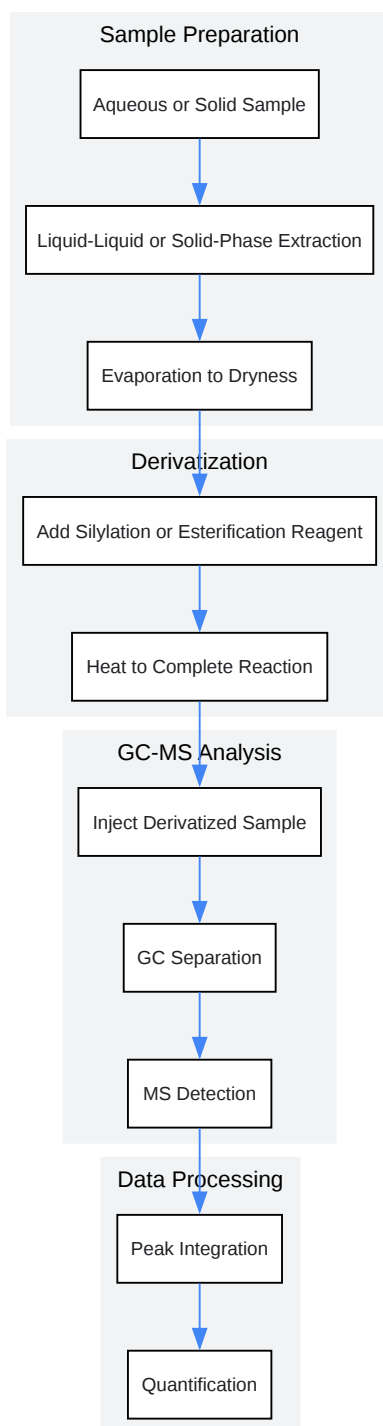 Sample Preparation
Aqueous or Solid Sample
Liquid-Liquid or Solid-Phase Extraction
Evaporation to Dryness
Derivatization
Add Silylation or Esterification Reagent
Heat to Complete Reaction
GC-MS Analysis
Inject Derivatized Sample
GC Separation
MS Detection
Data Processing
Peak Integration
Quantification